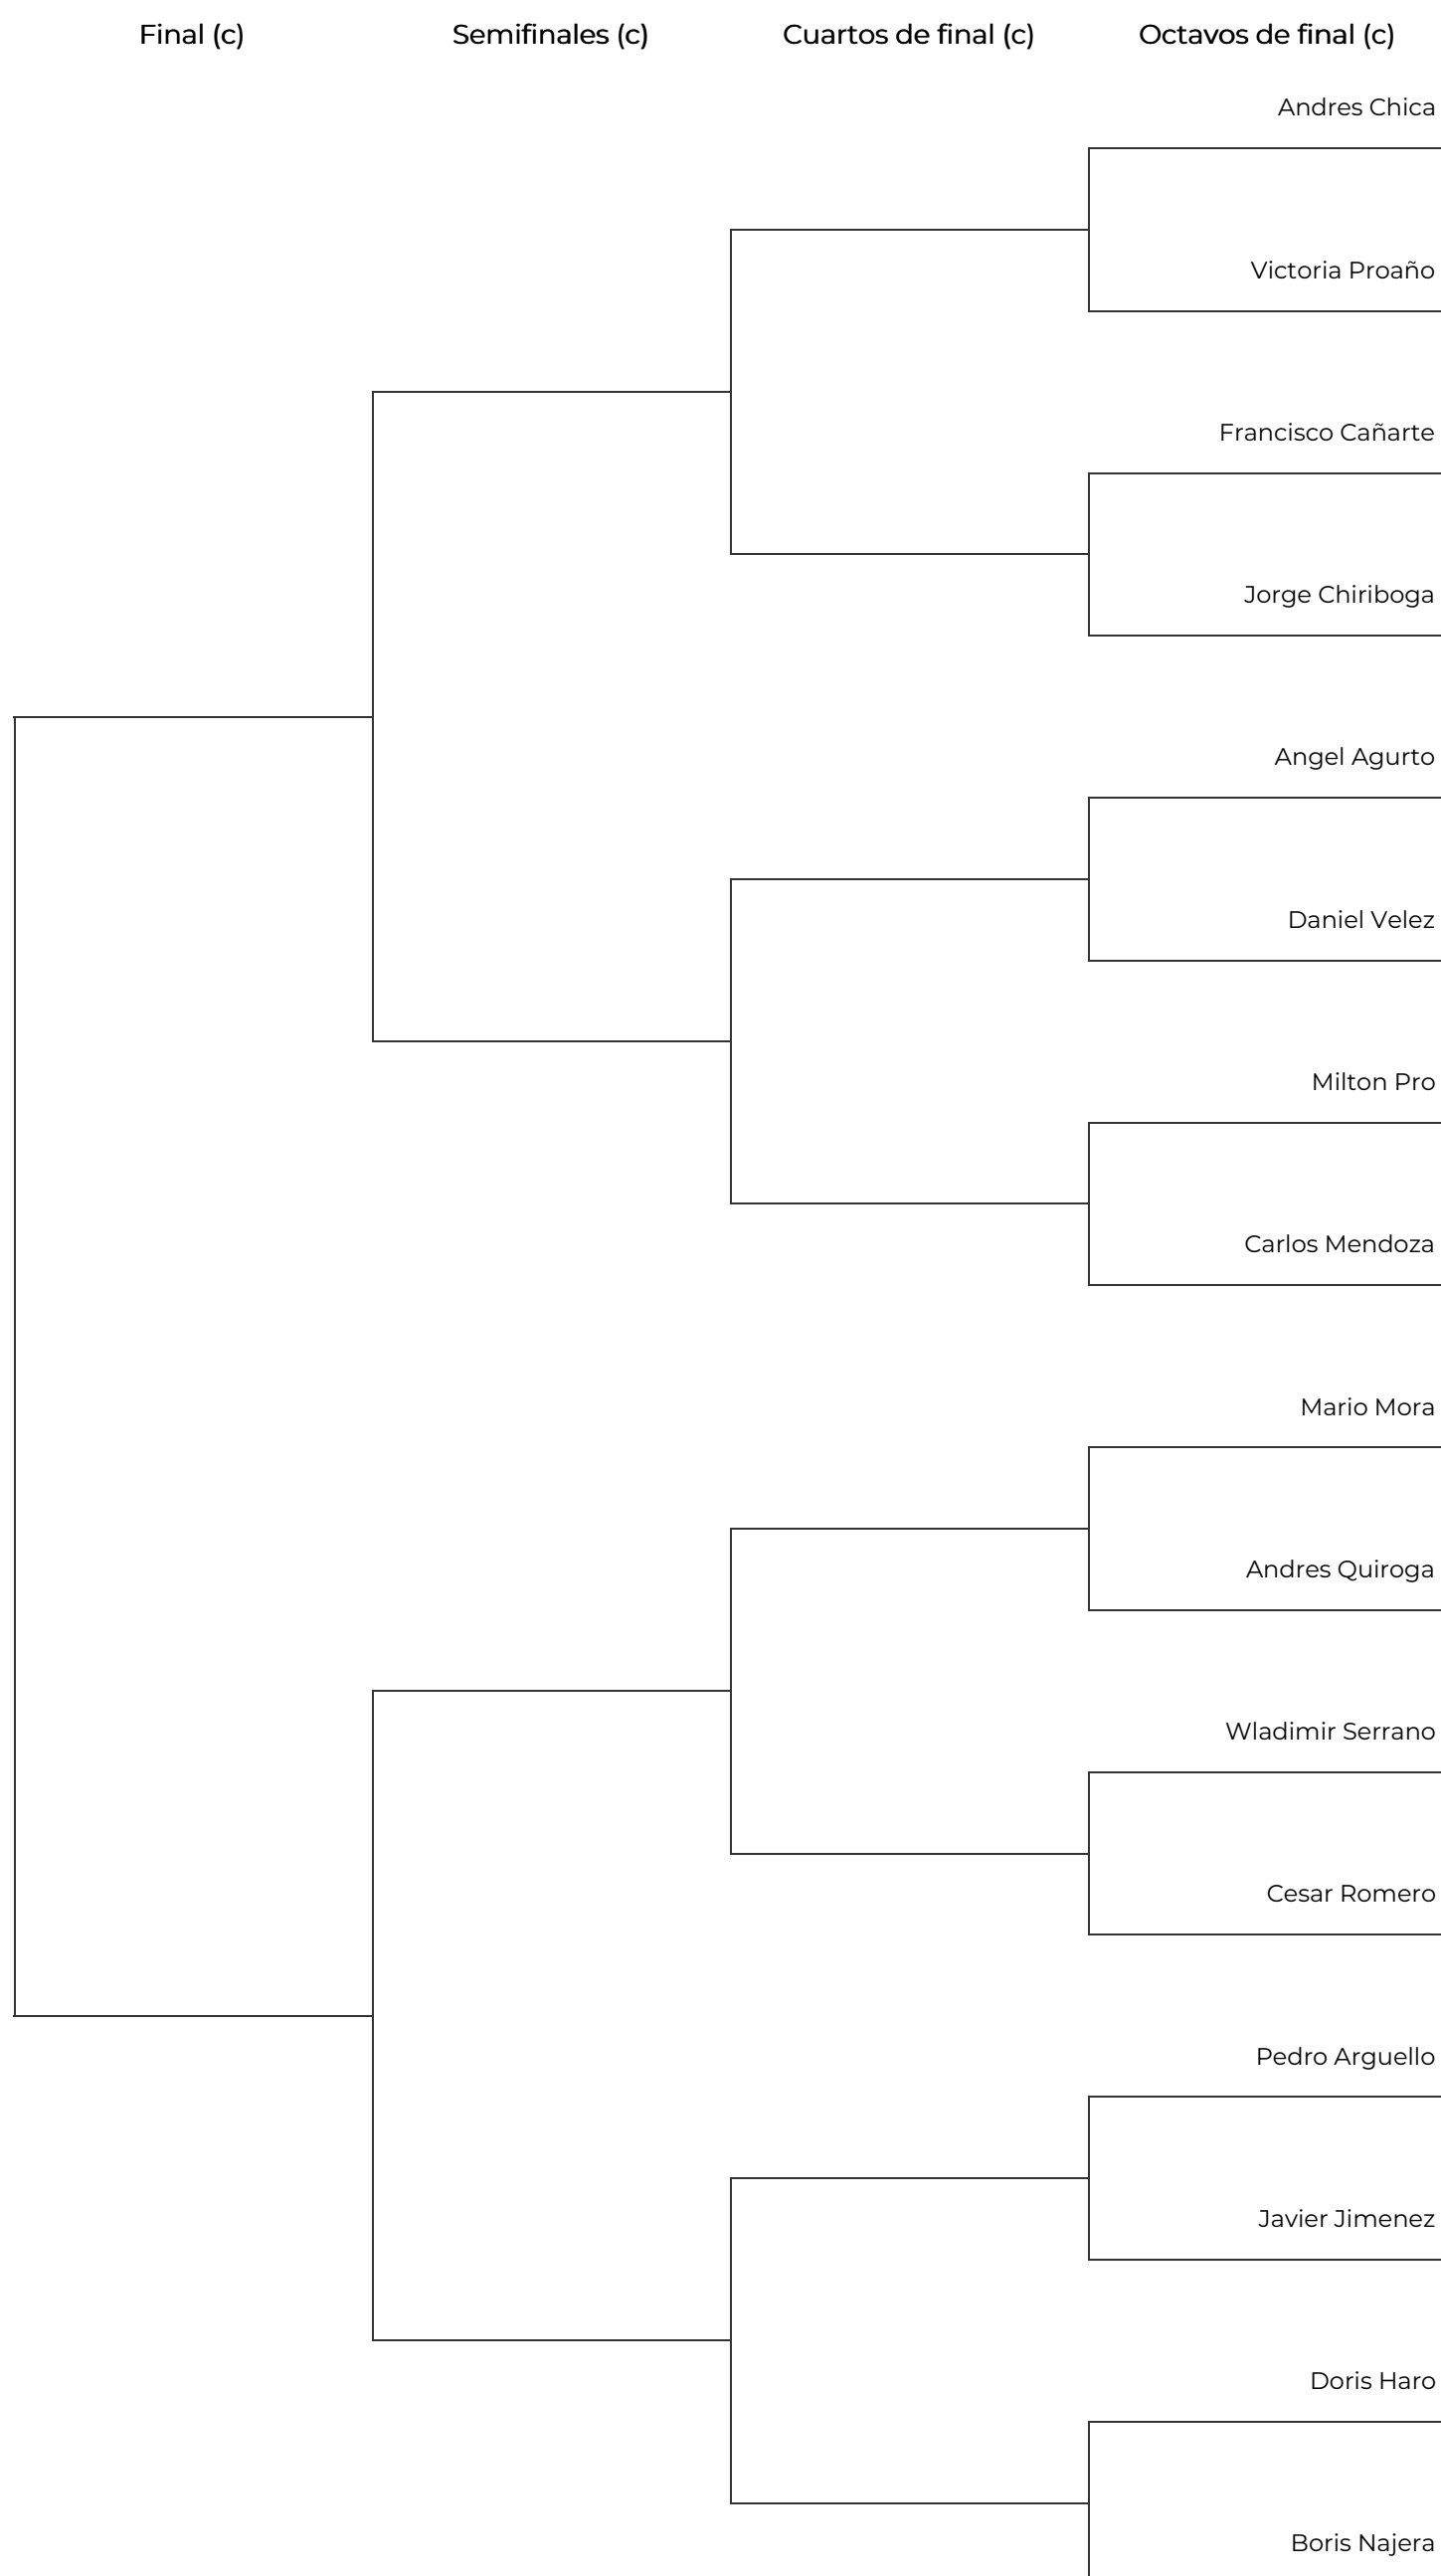 Final (c)
Semifinales (c)
Cuartos de final (c)
Octavos de final (c)
Andres Chica
Victoria Proaño
Francisco Cañarte
Jorge Chiriboga
Angel Agurto
Daniel Velez
Milton Pro
Carlos Mendoza
Mario Mora
Andres Quiroga
Wladimir Serrano
Cesar Romero
Pedro Arguello
Javier Jimenez
Doris Haro
Boris Najera